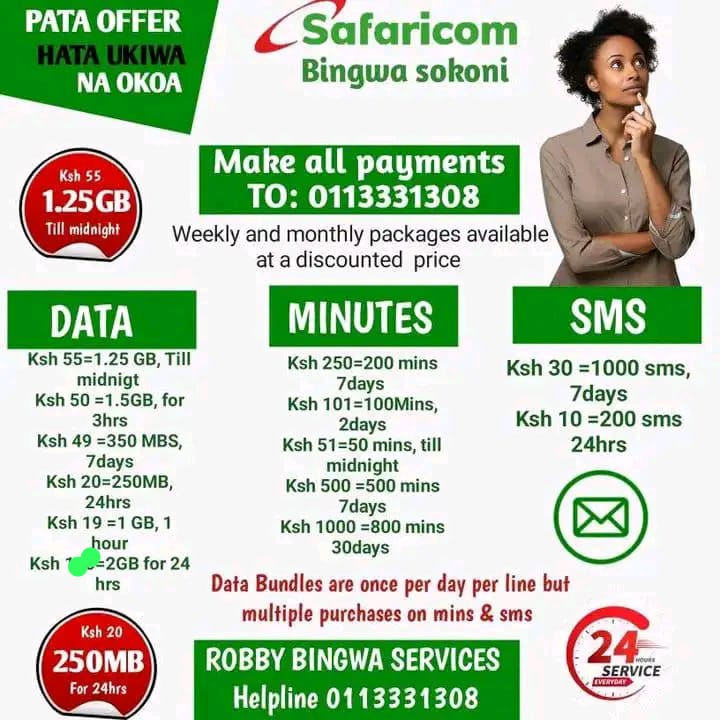 PATA OFFER
HATA UKIWA
NA OKOA
Safaricom
Bingwa sokoni
Ksh 55
1.25GB
Till midnight
Make all payments
TO: 0113331308
Weekly and monthly packages available
at a discounted price
DATA
Ksh 55=1.25 GB, Till
midnigt
Ksh 50 =1.5GB, for
3hrs
Ksh 49 =350 MBS,
7days
Ksh 20=250MB,
24hrs
Ksh 19 =1 GB, 1
hour
Ksh =2GB for 24
hrs
MINUTES
Ksh 250=200 mins
7days
Ksh 101=100Mins,
2days
Ksh 51=50 mins, till
midnight
Ksh 500 =500 mins
7days
Ksh 1000 =800 mins
30days
SMS
Ksh 30 =1000 sms,
7days
Ksh 10 =200 sms
24hrs
Data Bundles are once per day per line but
multiple purchases on mins & sms
Ksh 20
250MB
For 24hrs
ROBBY BINGWA SERVICES
Helpline 0113331308
24
HOURS
SERVICE
EVERYDAY